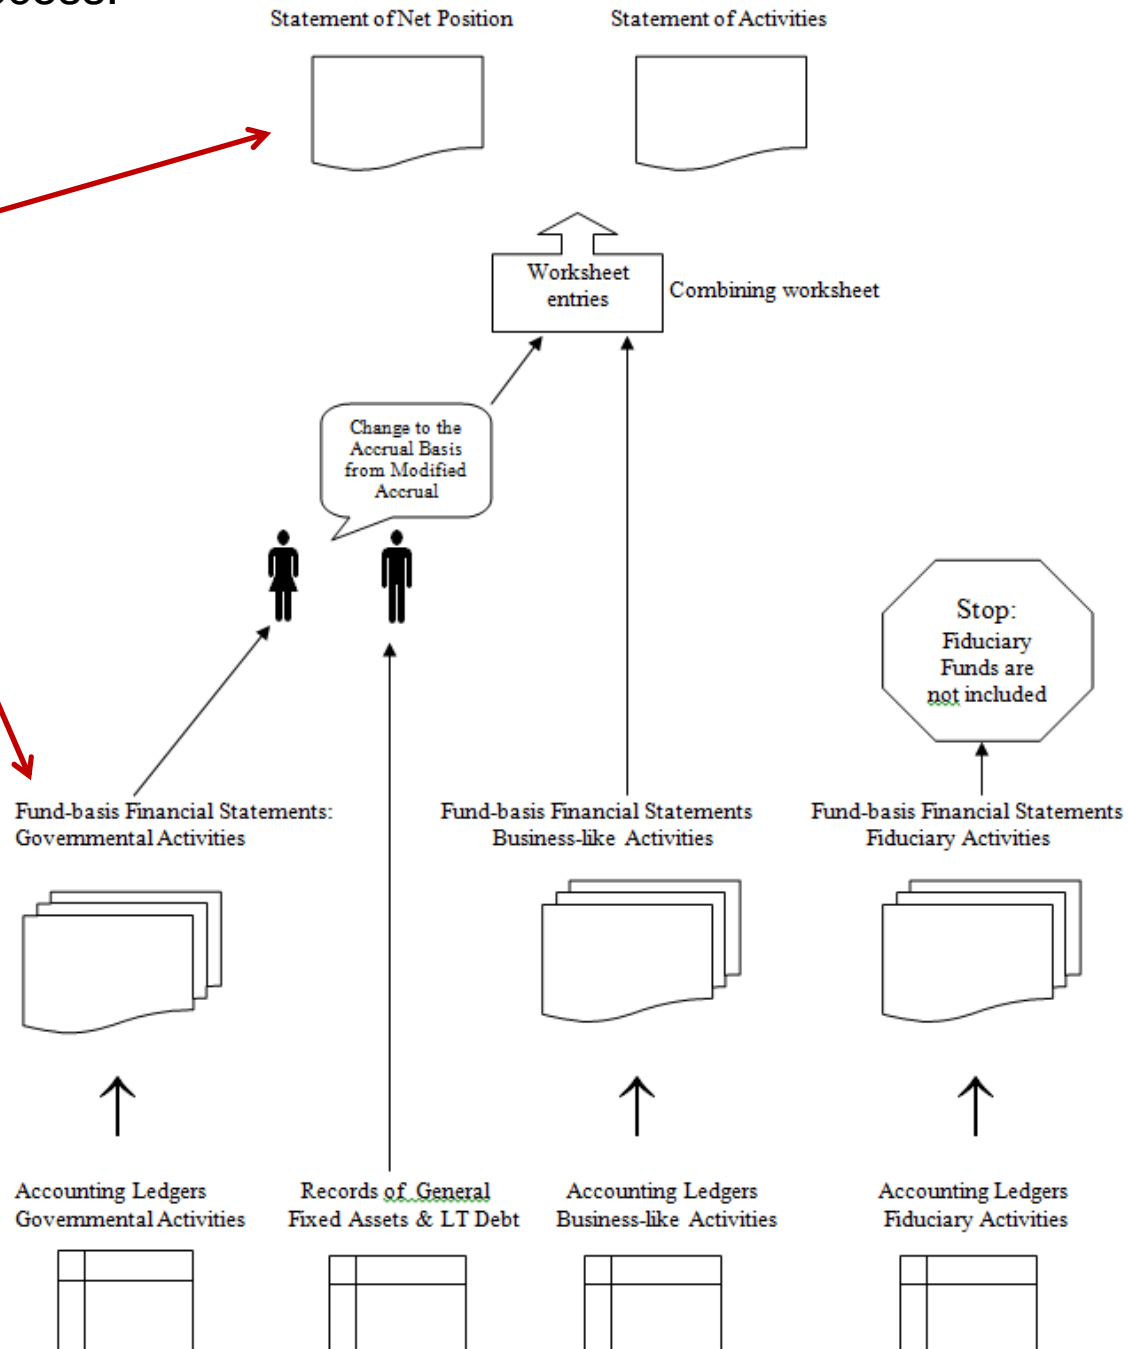 Statement of Net Position
Statement of Activities
Worksheet
entries
Combining worksheet
Change to the
Accrual Basis
from Modified
Accrual
Stop:
Fiduciary
Funds are
not included
Fund-basis Financial Statements:
Governmental Activities
Fund-basis Financial Statements
Business-like Activities
Fund-basis Financial Statements
Fiduciary Activities
Accounting Ledgers
Governmental Activities
Records of General
Fixed Assets & LT Debt
Accounting Ledgers
Business-like Activities
Accounting Ledgers
Fiduciary Activities